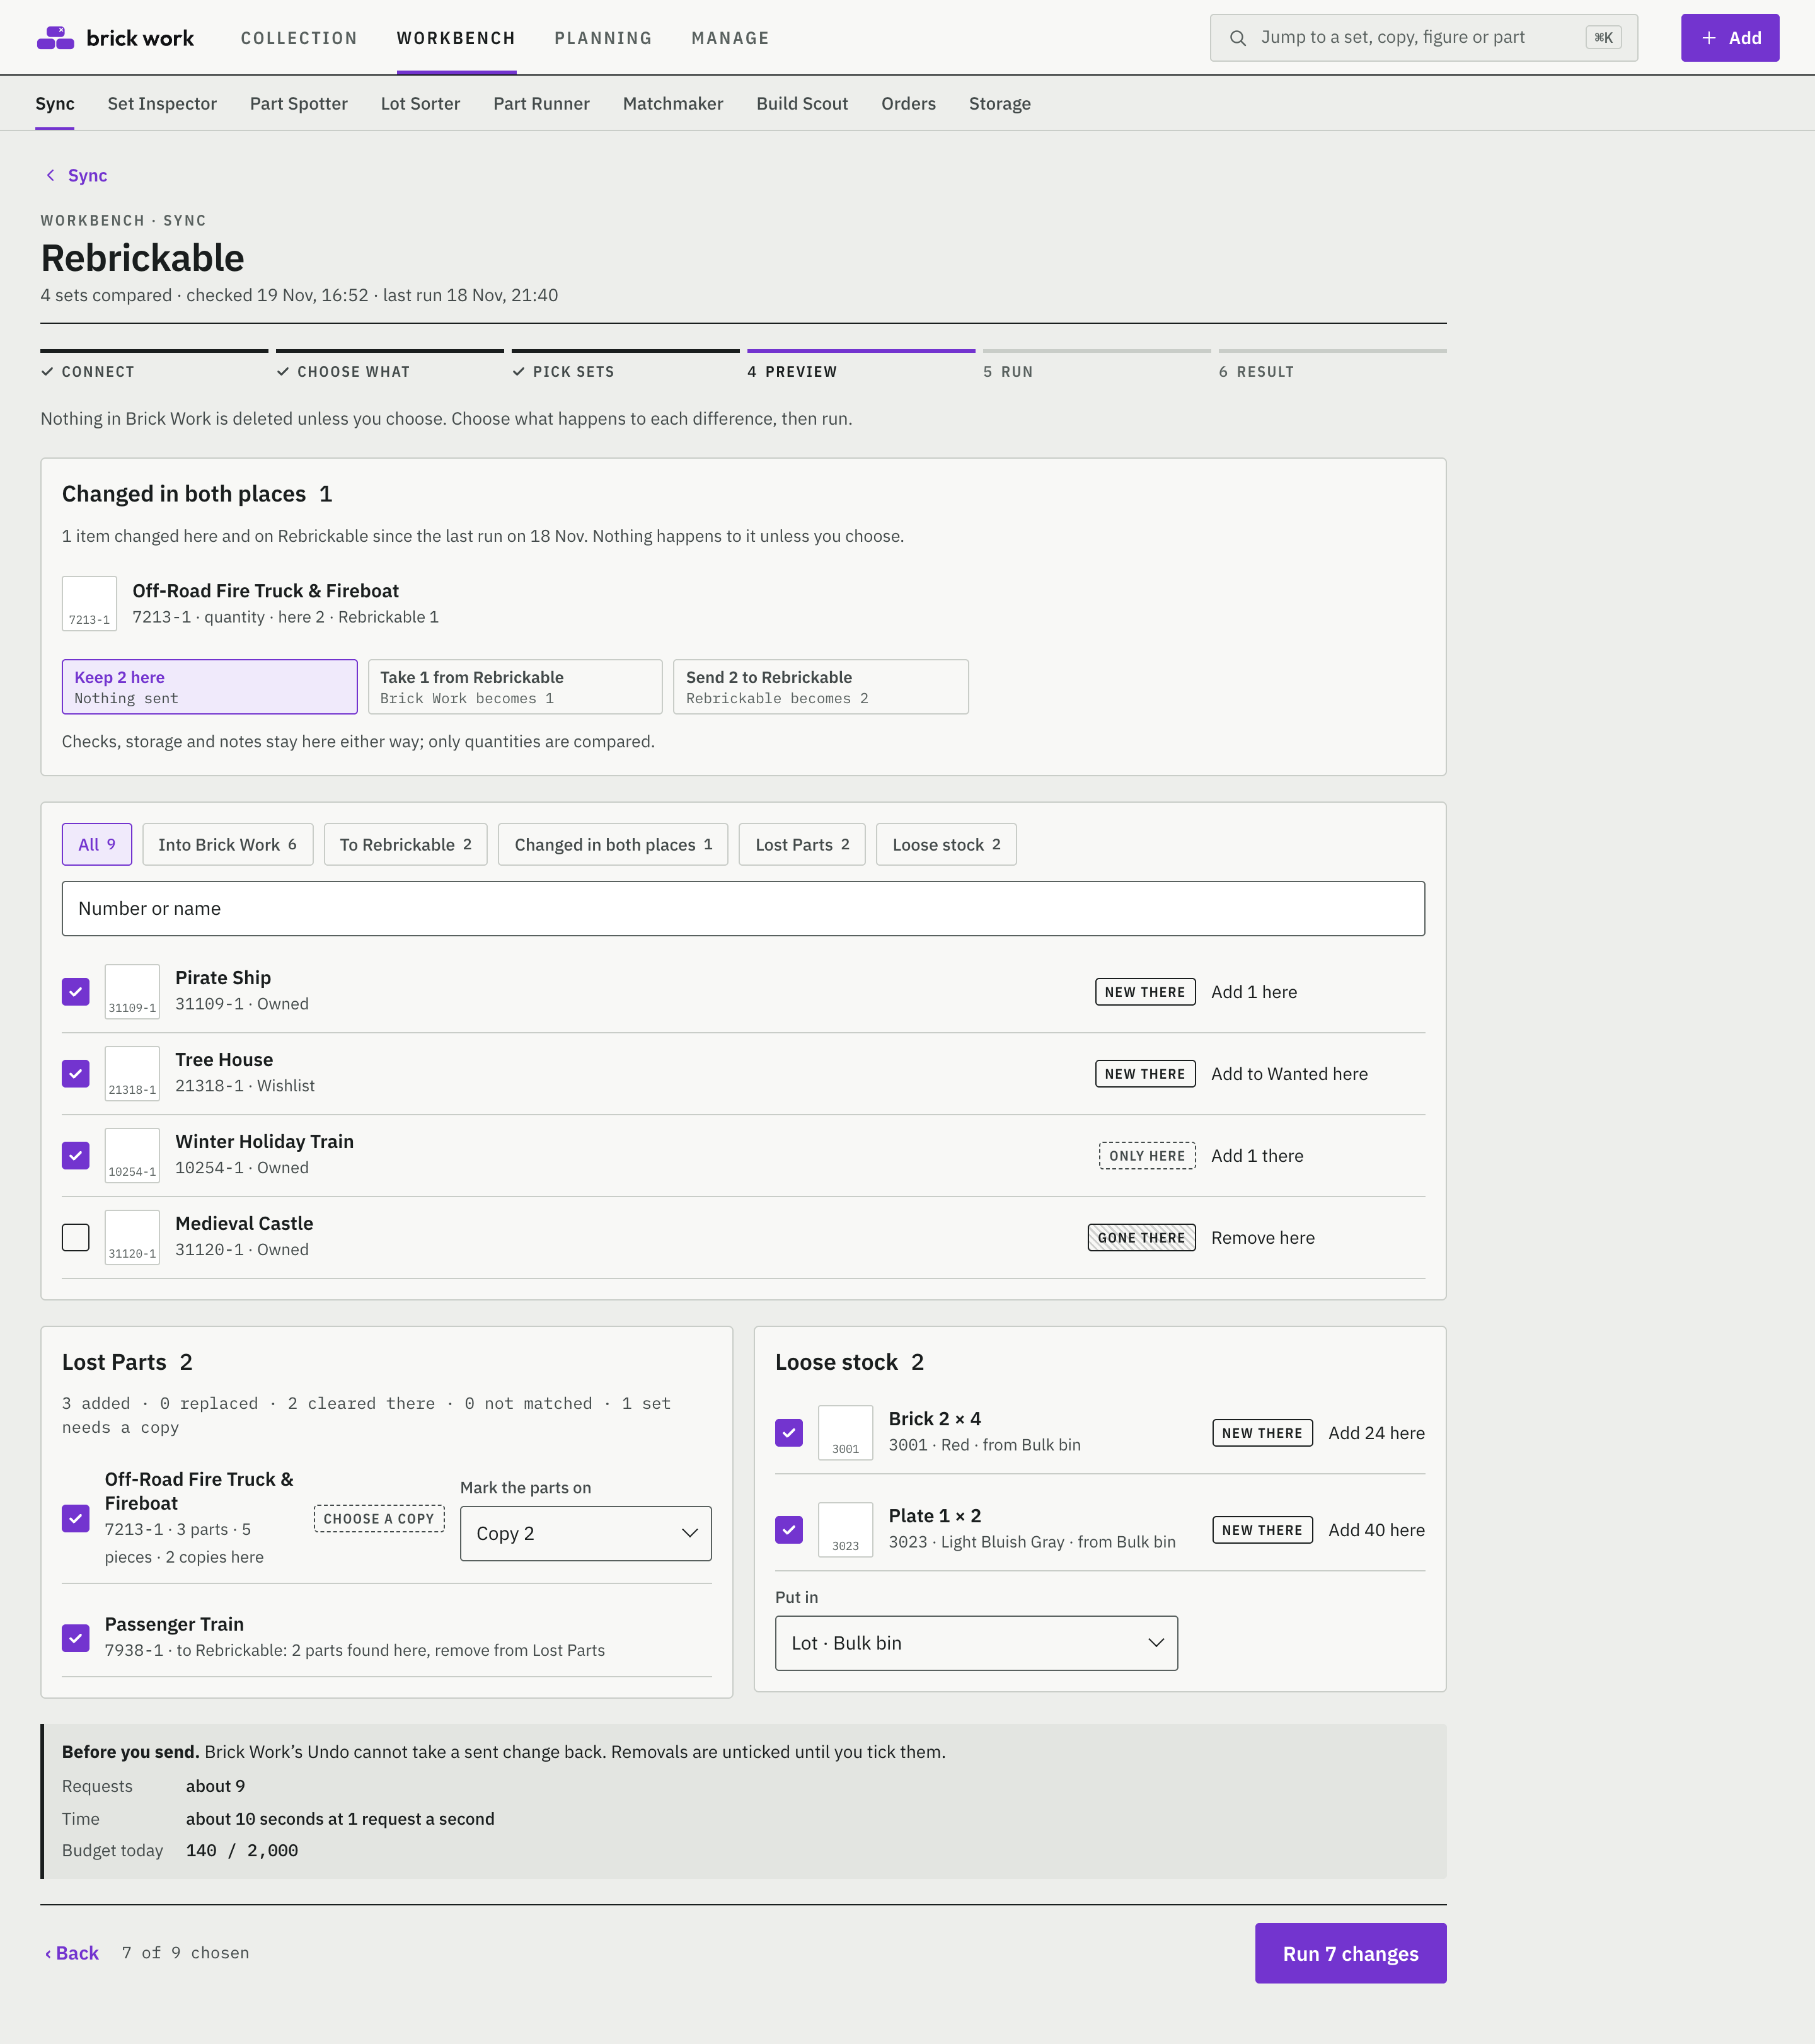 brick work
COLLECTION
WORKBENCH
PLANNING
MANAGE
Jump to a set, copy, figure or part
⌘K
+ Add
Sync
Set Inspector
Part Spotter
Lot Sorter
Part Runner
Matchmaker
Build Scout
Orders
Storage
Sync
WORKBENCH · SYNC
Rebrickable
4 sets compared · checked 19 Nov, 16:52 · last run 18 Nov, 21:40
CONNECT
CHOOSE WHAT
PICK SETS
4 PREVIEW
5 RUN
6 RESULT
Nothing in Brick Work is deleted unless you choose. Choose what happens to each difference, then run.
Changed in both places 1
1 item changed here and on Rebrickable since the last run on 18 Nov. Nothing happens to it unless you choose.
7213-1
Off-Road Fire Truck & Fireboat
7213-1 · quantity · here 2 · Rebrickable 1
Keep 2 here
Nothing sent
Take 1 from Rebrickable
Brick Work becomes 1
Send 2 to Rebrickable
Rebrickable becomes 2
Checks, storage and notes stay here either way; only quantities are compared.
All 9
Into Brick Work 6
To Rebrickable 2
Changed in both places 1
Lost Parts 2
Loose stock 2
Number or name
31109-1
Pirate Ship
31109-1 · Owned
NEW THERE
Add 1 here
21318-1
Tree House
21318-1 · Wishlist
NEW THERE
Add to Wanted here
10254-1
Winter Holiday Train
10254-1 · Owned
ONLY HERE
Add 1 there
31120-1
Medieval Castle
31120-1 · Owned
GONE THERE
Remove here
Lost Parts 2
3 added · 0 replaced · 2 cleared there · 0 not matched · 1 set
needs a copy
Off-Road Fire Truck &
Fireboat
7213-1 · 3 parts · 5
pieces · 2 copies here
CHOOSE A COPY
Mark the parts on
Copy 2
Passenger Train
7938-1 · to Rebrickable: 2 parts found here, remove from Lost Parts
Loose stock 2
3001
Brick 2 × 4
3001 · Red · from Bulk bin
NEW THERE
Add 24 here
3023
Plate 1 × 2
3023 · Light Bluish Gray · from Bulk bin
NEW THERE
Add 40 here
Put in
Lot · Bulk bin
Before you send. Brick Work’s Undo cannot take a sent change back. Removals are unticked until you tick them.
Requests about 9
Time about 10 seconds at 1 request a second
Budget today 140 / 2,000
‹ Back
7 of 9 chosen
Run 7 changes